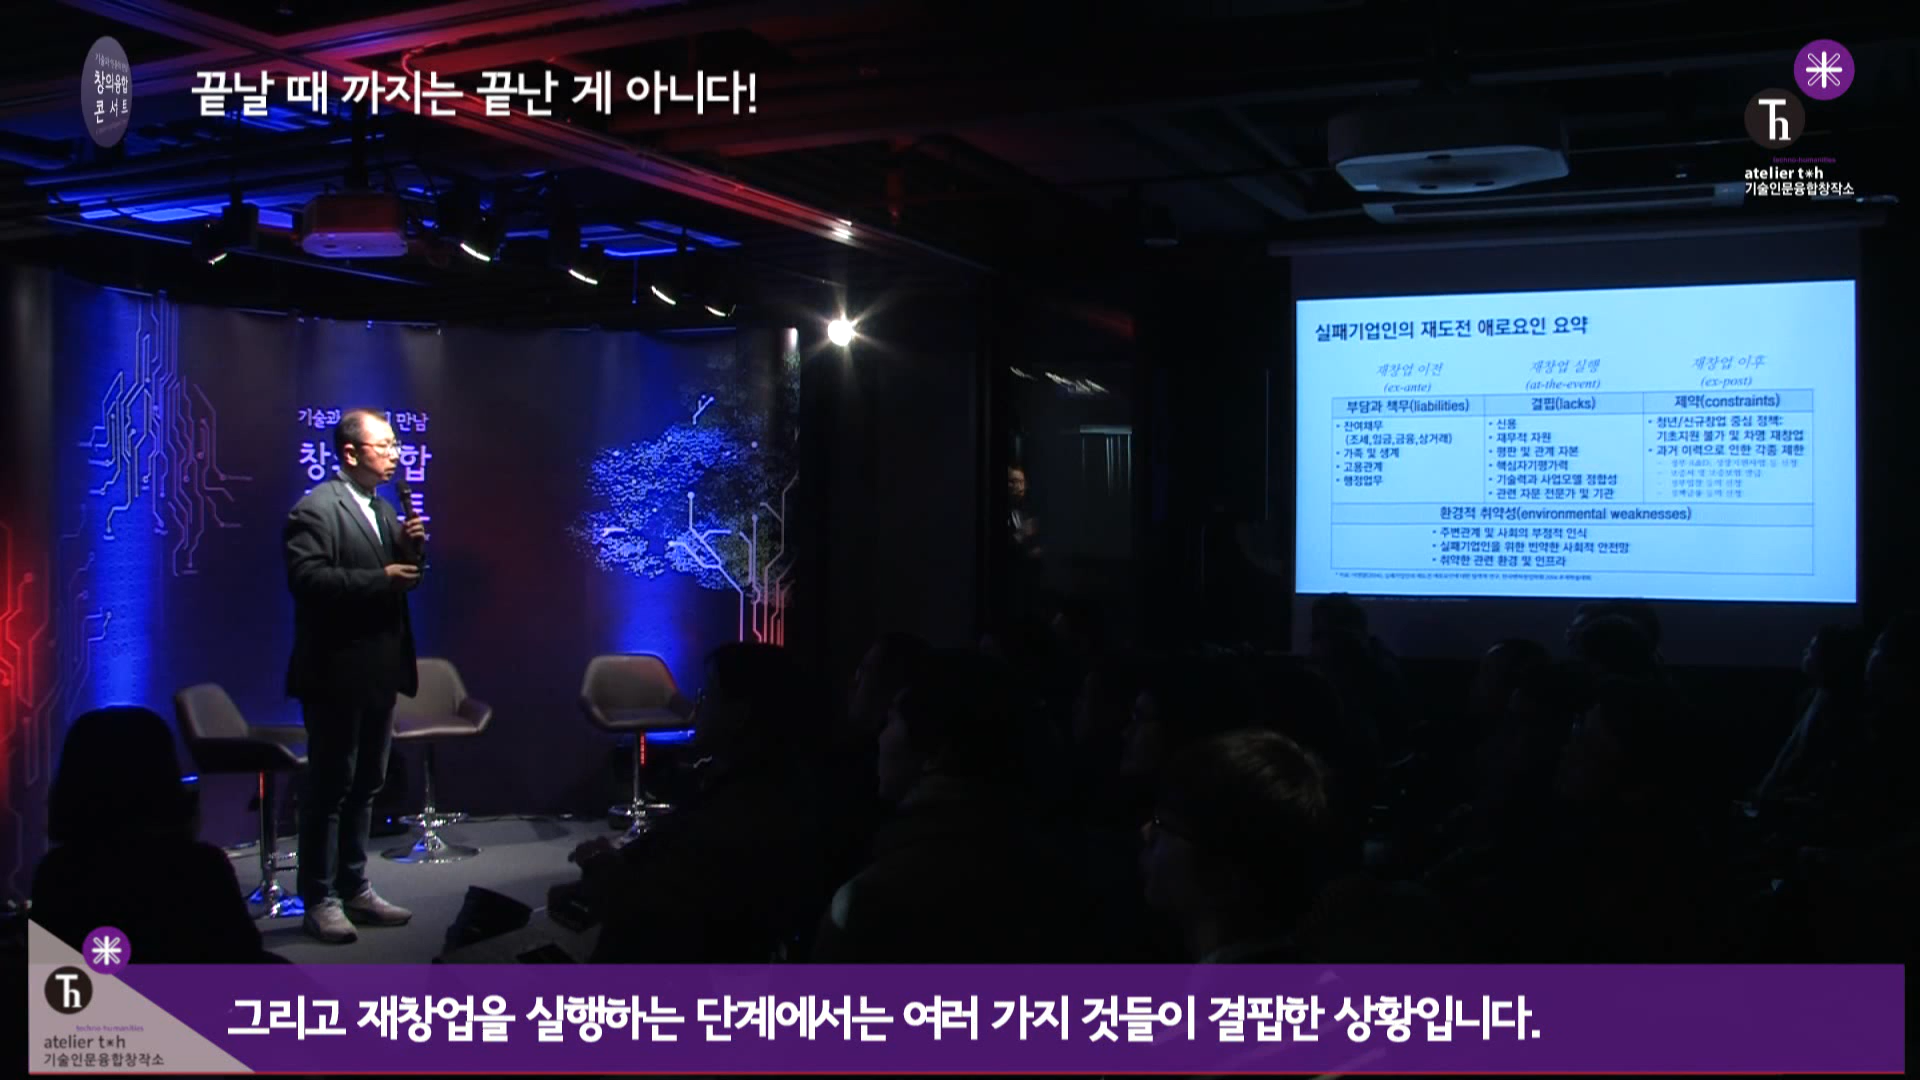 창의융합
콘서트
끝날 때 까지는 끝난 게 아니다!
Th
techno-humanities
atelier t*h
기술인문융합창작소
실패기업인의 재도전 애로요인 요약
재창업 이전
(ex-ante)
재창업 실행
(at-the-event)
재창업 이후
(ex-post)
부담과 책무(liabilities)
결핍(lacks)
제약(constraints)
• 잔여채무
(조세,임금,금융,상거래)
• 가족 및 생계
• 고용관계
• 행정업무
• 신용
• 재무적 자원
• 평판 및 관계 자본
• 핵심자기평가력
• 기술력과 사업모델 정합성
• 관련 자문 전문가 및 기관
• 청년/신규창업 중심 정책:
기초지원 불가 및 차명 재창업
• 과거 이력으로 인한 각종 제한
환경적 취약성(environmental weaknesses)
• 주변관계 및 사회의 부정적 인식
• 실패기업인을 위한 빈약한 사회적 안전망
• 취약한 관련 환경 및 인프라
기술과 만남
창 합
트
Th
techno-humanities
atelier t*h
기술인문융합창작소
그리고 재창업을 실행하는 단계에서는 여러 가지 것들이 결핍한 상황입니다.